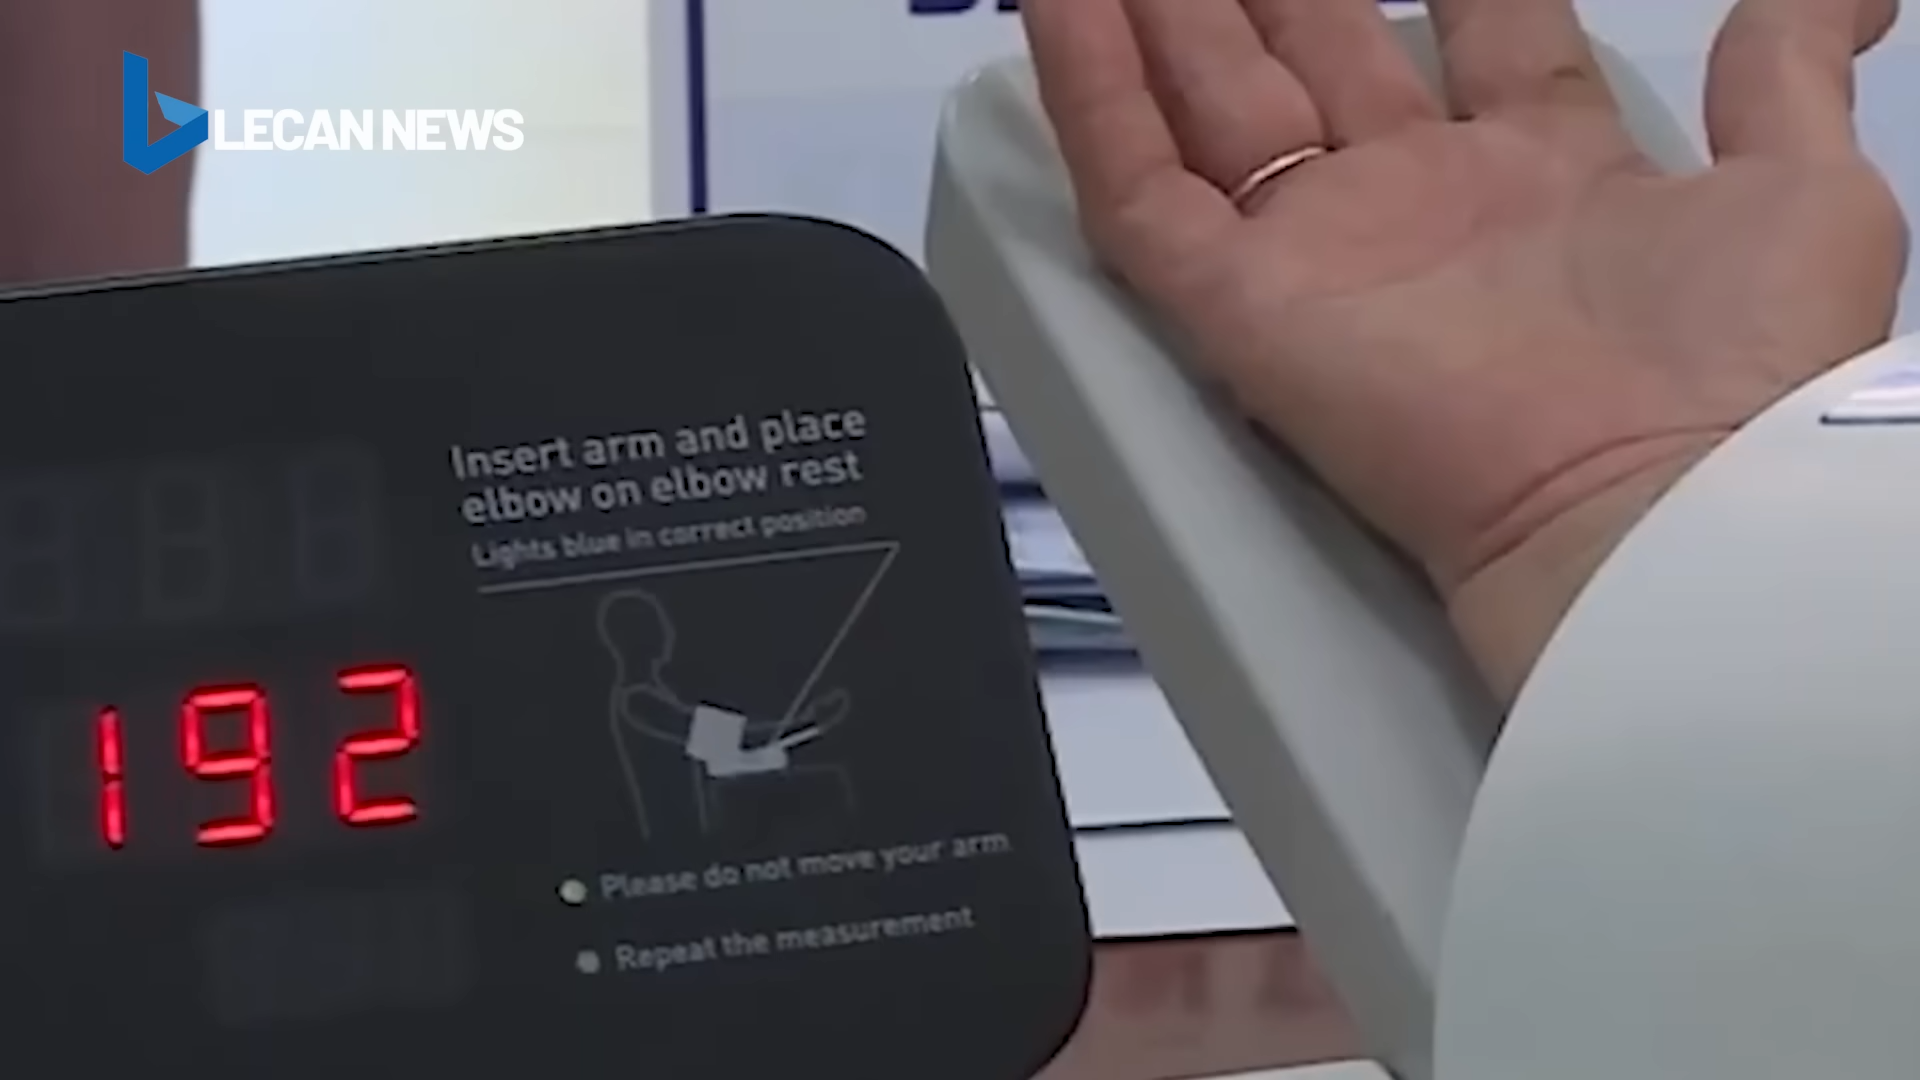 LECAN NEWS
Insert arm and place
elbow on elbow rest
Lights blue in correct position
192
Please do not move your arm
Repeat the measurement